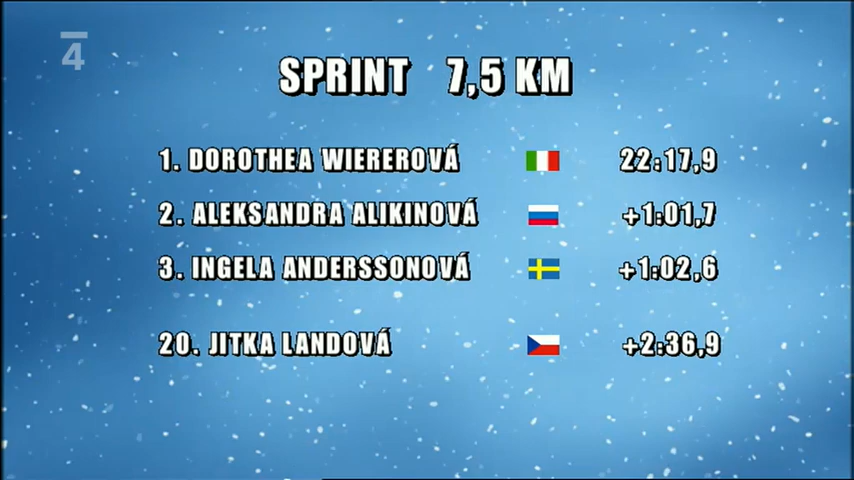 4
SPRINT 7,5 KM
1. DOROTHEA WIEREROVÁ 22:17,9
2. ALEKSANDRA ALIKINOVÁ +1:01,7
3. INGELA ANDERSSONOVÁ +1:02,6
20. JITKA LANDOVÁ +2:36,9